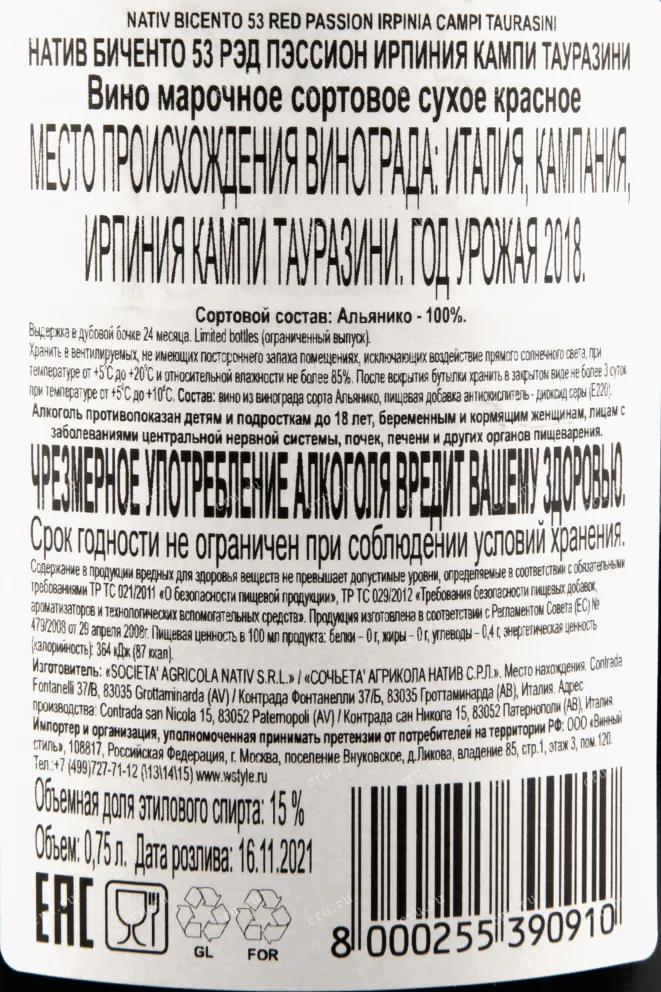 NATIV BICENTO 53 RED PASSION IRPINIA CAMPI TAURASINI
НАТИВ БИЧЕНТО 53 РЭД ПЭССИОН ИРПИНИЯ КАМПИ ТАУРАЗИНИ
Вино марочное сортовое сухое красное
МЕСТО ПРОИСХОЖДЕНИЯ ВИНОГРАДА: ИТАЛИЯ, КАМПАНИЯ,
ИРПИНИЯ КАМПИ ТАУРАЗИНИ. ГОД УРОЖАЯ 2018.
Сортовой состав: Альянико - 100%.
Выдержка в дубовой бочке 24 месяца. Limited bottles (ограниченный выпуск).
Хранить в вентилируемых, не имеющих постороннего запаха помещениях, исключающих воздействие прямого солнечного света, при
температуре от +5°С до +20°С и относительной влажности не более 85%. После вскрытия бутылки хранить в закрытом виде не более 3 суток
при температуре от +5°С до +10°С. Состав: вино из винограда сорта Альянико, пищевая добавка антиокислитель - диоксид серы (Е220).
Алкоголь противопоказан детям и подросткам до 18 лет, беременным и кормящим женщинам, лицам с
заболеваниями центральной нервной системы, почек, печени и других органов пищеварения.
ЧРЕЗМЕРНОЕ УПОТРЕБЛЕНИЕ АЛКОГОЛЯ ВРЕДИТ ВАШЕМУ ЗДОРОВЬЮ.
Срок годности не ограничен при соблюдении условий хранения.
Содержание в продукции вредных для здоровья веществ не превышает допустимые уровни, определяемые в соответствии с обязательными
требованиями ТР ТС 021/2011 «О безопасности пищевой продукции», ТР ТС 029/2012 «Требования безопасности пищевых добавок,
ароматизаторов и технологических вспомогательных средств». Продукция изготовлена в соответствии с Регламентом Совета (ЕС) №
479/2008 от 29 апреля 2008г. Пищевая ценность в 100 мл продукта: белки – 0 г, жиры – 0 г, углеводы – 0,4 г, энергетическая ценность
(калорийность): 364 кДж (87 ккал).
Изготовитель: «SOCIETA' AGRICOLA NATIV S.R.L.» / «СОЧЬЕТА' АГРИКОЛА НАТИВ С.Р.Л.». Место нахождения: Contrada
Fontanelli 37/B, 83035 Grottaminarda (AV) / Контрада Фонтанелли 37/Б, 83035 Гроттаминарда (АВ), Италия. Адрес
производства: Contrada san Nicola 15, 83052 Paternopoli (AV) / Контрада сан Никола 15, 83052 Патернополи (АВ), Италия.
Импортер и организация, уполномоченная принимать претензии от потребителей на территории РФ: ООО «Винный
стиль», 108817, Российская Федерация, г. Москва, поселение Внуковское, д.Ликова, владение 85, стр.1, этаж 3, пом.120.
Тел.:+7 (499)727-71-12 (\13\14\15) www.wstyle.ru
Объемная доля этилового спирта: 15 %
Объем: 0,75 л. Дата розлива: 16.11.2021
EAC
GL
FOR
8 000255 390910